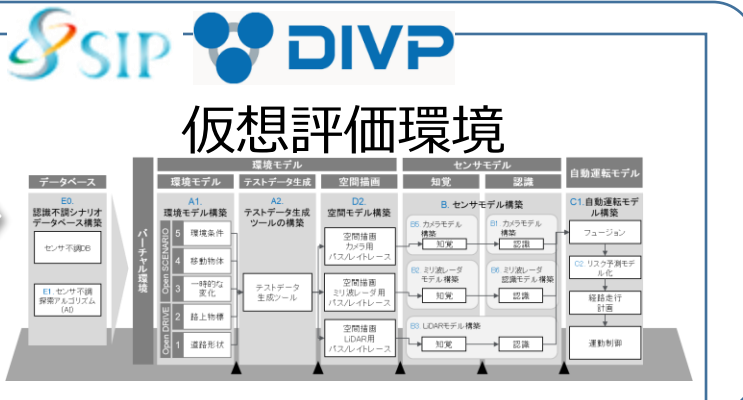 SIP
DIVP
仮想評価環境
データベース
E0.
認識不調シナリオ
データベース構築
センサ不調DB
E1. センサ不調
探索アルゴリズム
(AI)
バーチャル環境
環境モデル
環境モデル
テストデータ生成
空間描画
A1.
環境モデル構築
Open SCENARIO
5 環境条件
4 移動物体
3 一時的な
変化
Open DRIVE
2 路上物標
1 道路形状
A2.
テストデータ生成
ツールの構築
テストデータ
生成ツール
D2.
空間モデル構築
空間描画
カメラ用
パス/レイトレース
空間描画
ミリ波レーダ用
パス/レイトレース
空間描画
LiDAR用
パス/レイトレース
センサモデル
知覚
認識
B. センサモデル構築
B5. カメラモデル
構築
知覚
B1. カメラモデル
構築
認識
B2. ミリ波レーダ
モデル構築
知覚
B6. ミリ波レーダ
認識モデル構築
認識
B3. LiDARモデル構築
知覚
認識
自動運転モデル
C1.自動運転モデ
ル構築
フュージョン
C2. リスク予測モデ
ル化
経路走行
計画
運動制御